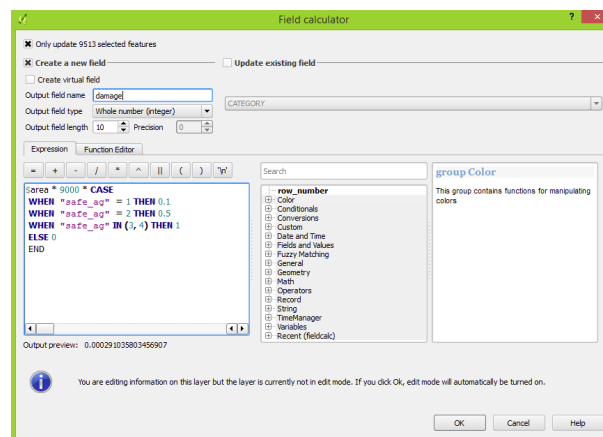 Field calculator
?
Only update 9513 selected features
Create a new field
Update existing field
Create virtual field
Output field name damage
Output field type Whole number (integer)
Output field length 10 Precision 0
CATEGORY
Expression Function Editor
= + - / * ^ || ( ) '\n'
$area * 9000 * CASE
WHEN "safe_ag" = 1 THEN 0.1
WHEN "safe_ag" = 2 THEN 0.5
WHEN "safe_ag" IN (3, 4) THEN 1
ELSE 0
END
Search
row_number
Color
Conditionals
Conversions
Custom
Date and Time
Fields and Values
Fuzzy Matching
General
Geometry
Math
Operators
Record
String
TimeManager
Variables
Recent (fieldcalc)
group Color
This group contains functions for manipulating
colors
Output preview: 0.000291035803456907
You are editing information on this layer but the layer is currently not in edit mode. If you click Ok, edit mode will automatically be turned on.
OK Cancel Help